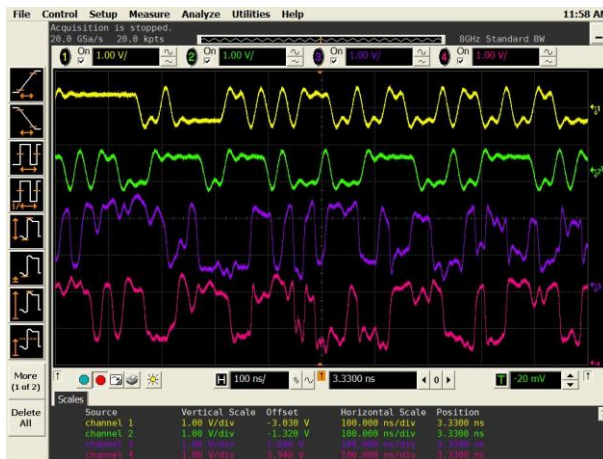 File Control Setup Measure Analyze Utilities Help 11:58 AM
Acquisition is stopped.
20.0 GSa/s 20.0 kpts 8GHz Standard BW
1 On 1.00 V/ 2 On 1.00 V/ 3 On 1.00 V/ 4 On 1.00 V/
More
(1 of 2)
Delete
All
H 100 ns/ 3.3300 ns 0 T -20 mV
Scales
Source Vertical Scale Offset Horizontal Scale Position
channel 1 1.00 V/div -3.030 V 100.000 ns/div 3.3300 ns
channel 2 1.00 V/div -1.320 V 100.000 ns/div 3.3300 ns
channel 3 1.00 V/div 100.000 ns/div 3.3300 ns
channel 4 1.00 V/div 3.040 V 100.000 ns/div 3.3300 ns